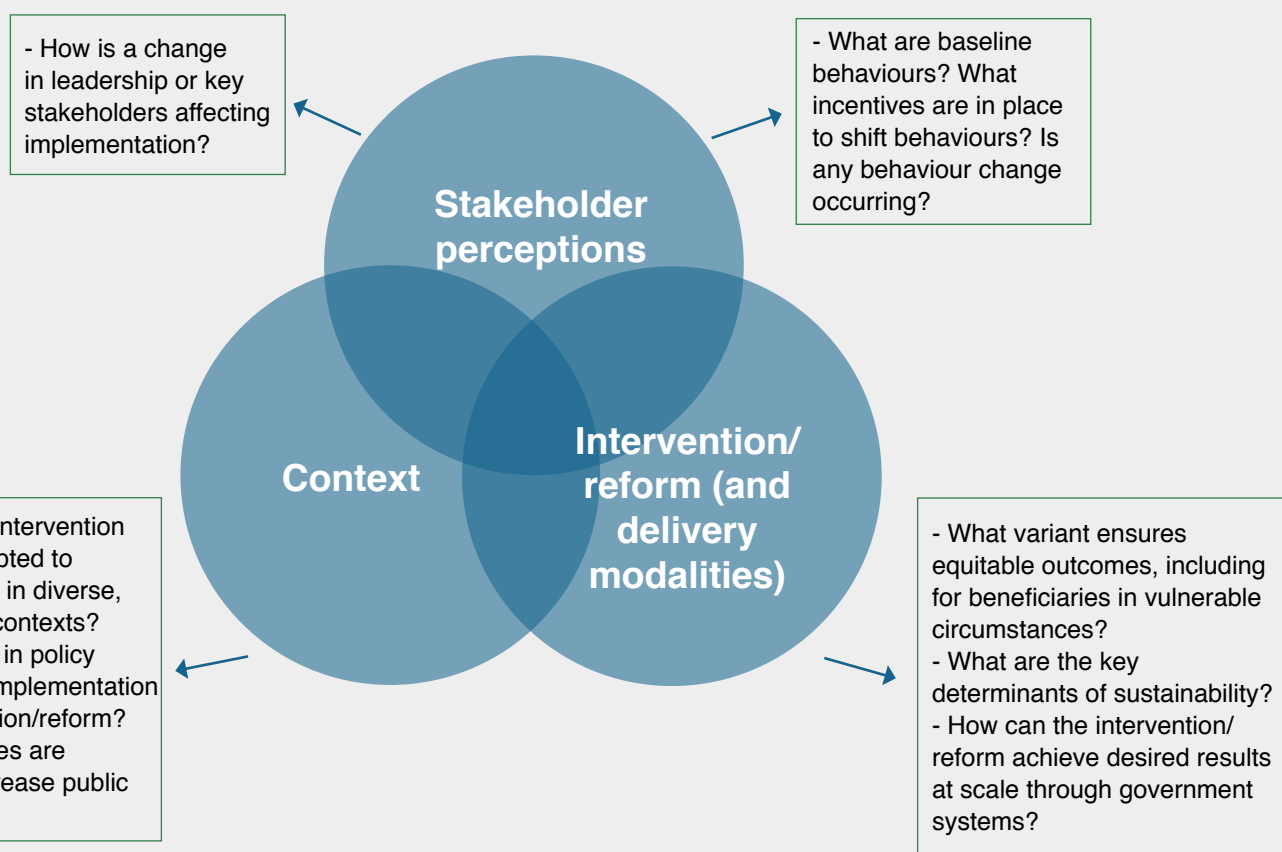 - How is a change
in leadership or key
stakeholders affecting
implementation?
- What are baseline
behaviours? What
incentives are in place
to shift behaviours? Is
any behaviour change
occurring?
Stakeholder
perceptions
Context
Intervention/
reform (and
delivery
modalities)
intervention
pted to
in diverse,
contexts?
in policy
mplementation
ion/reform?
es are
rease public
- What variant ensures
equitable outcomes, including
for beneficiaries in vulnerable
circumstances?
- What are the key
determinants of sustainability?
- How can the intervention/
reform achieve desired results
at scale through government
systems?